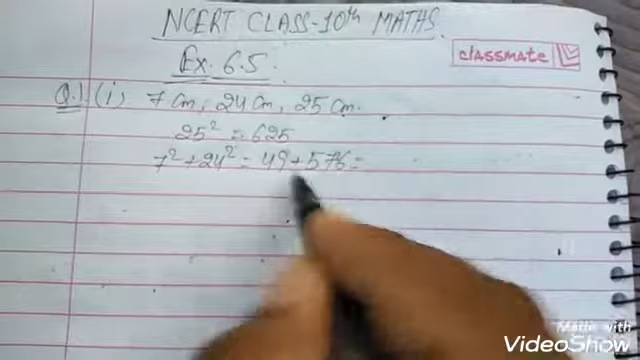 NCERT CLASS-10th MATHS.
Ex. 6.5.
classmate
Q.1. (i) 7 cm, 24 cm, 25 cm.
25² = 625
7² + 24² = 49 + 576 =
Made with
VideoShow